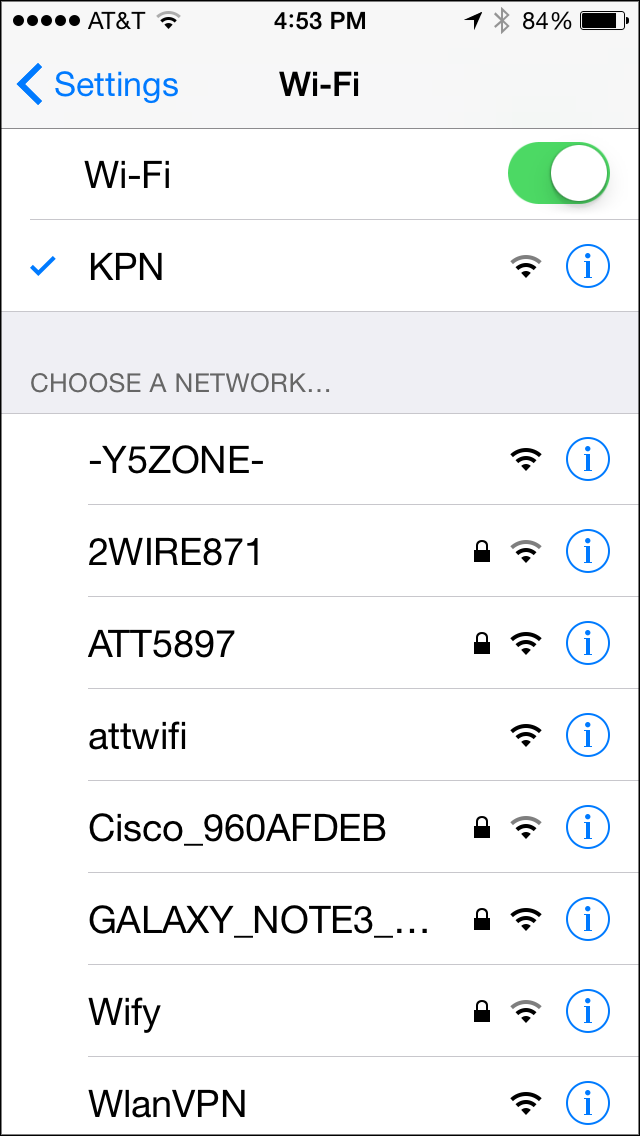 AT&T 4:53 PM 84%
Settings Wi-Fi
Wi-Fi
KPN
CHOOSE A NETWORK...
-Y5ZONE-
2WIRE871
ATT5897
attwifi
Cisco_960AFDEB
GALAXY_NOTE3_...
Wify
WlanVPN